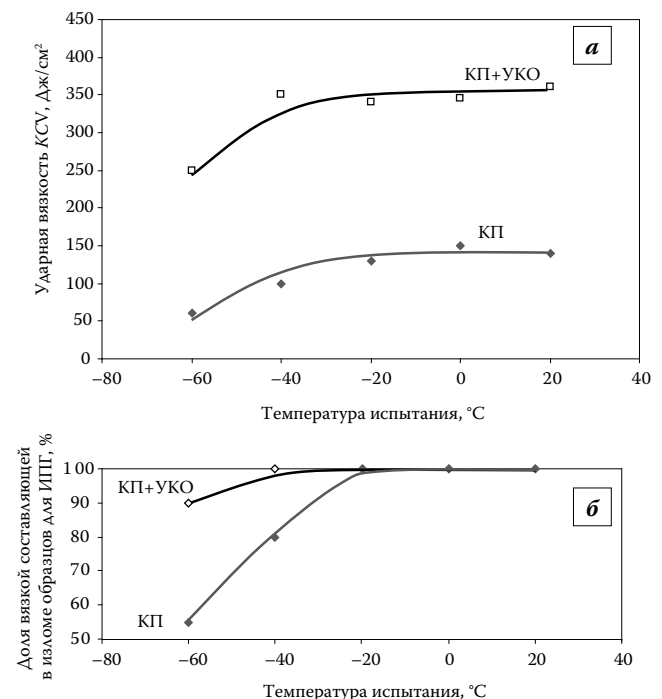 450
400
350
300
250
200
150
100
50
0
Ударная вязкость KCV, Дж/см²
а
КП+УКО
КП
−80 −60 −40 −20 0 20 40
Температура испытания, °С
Доля вязкой составляющей
в изломе образцов для ИПГ, %
100
90
80
70
60
50
КП+УКО
КП
б
−80 −60 −40 −20 0 20 40
Температура испытания, °С